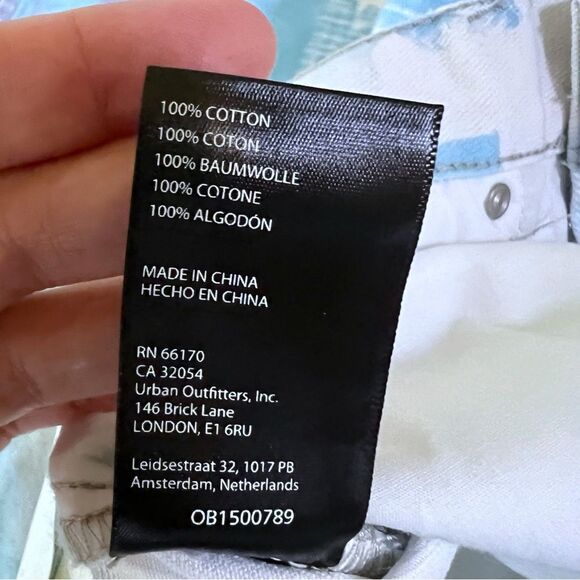 100% COTTON
100% COTON
100% BAUMWOLLE
100% COTONE
100% ALGODÓN
MADE IN CHINA
HECHO EN CHINA
RN 66170
CA 32054
Urban Outfitters, Inc.
146 Brick Lane
LONDON, E1 6RU
Leidsestraat 32, 1017 PB
Amsterdam, Netherlands
OB1500789